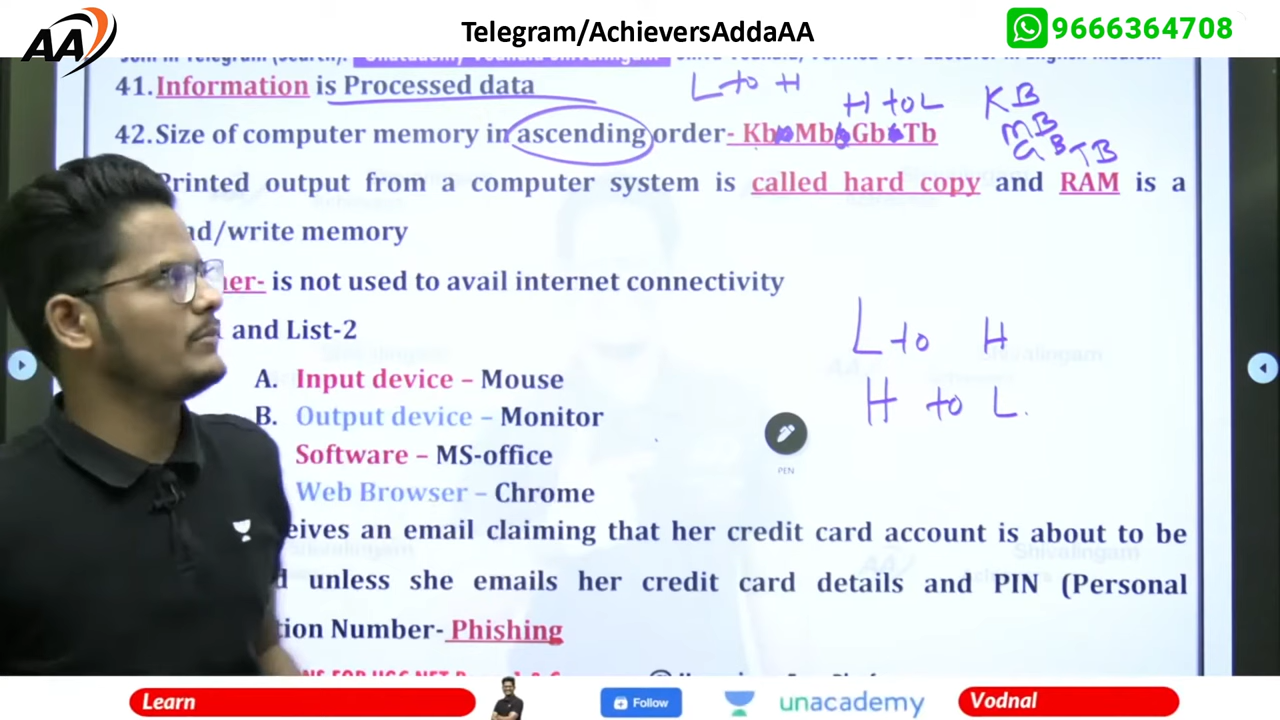 AA
Telegram/AchieversAddaAA
9666364708
41.Information is Processed data
L to H
H to L
KB
MB
GB TB
42.Size of computer memory in ascending order- Kb Mb Gb Tb
Printed output from a computer system is called hard copy and RAM is a
/write memory
is not used to avail internet connectivity
and List-2
A. Input device – Mouse
B. Output device – Monitor
Software – MS-office
Web Browser – Chrome
L to H
H to L.
PEN
an email claiming that her credit card account is about to be
unless she emails her credit card details and PIN (Personal
Number- Phishing
Learn
Follow
unacademy
Vodnal